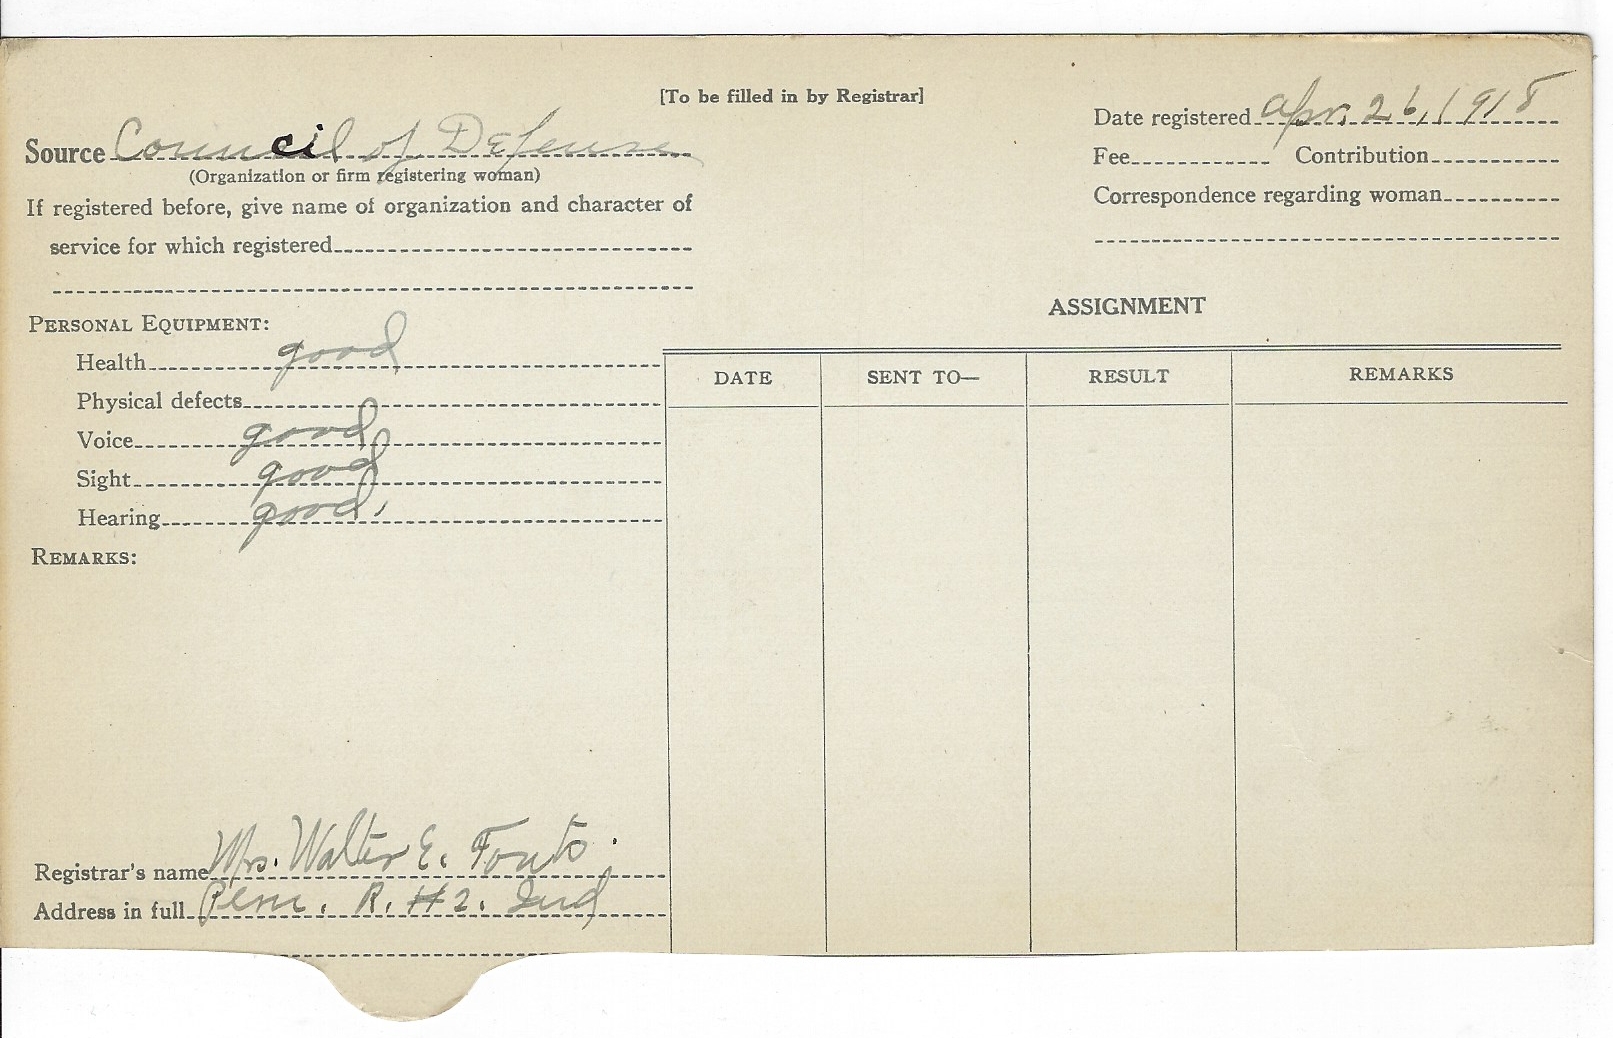 [To be filled in by Registrar]
Source Council of Defense
(Organization or firm registering woman)
If registered before, give name of organization and character of
service for which registered
PERSONAL EQUIPMENT:
Health good
Physical defects
Voice good
Sight good
Hearing good.
REMARKS:
Registrar's name Mrs. Walter E. Fouts.
Address in full R. #2. Ind
Date registered Apr. 26, 1918
Fee Contribution
Correspondence regarding woman
ASSIGNMENT
DATE SENT TO— RESULT REMARKS